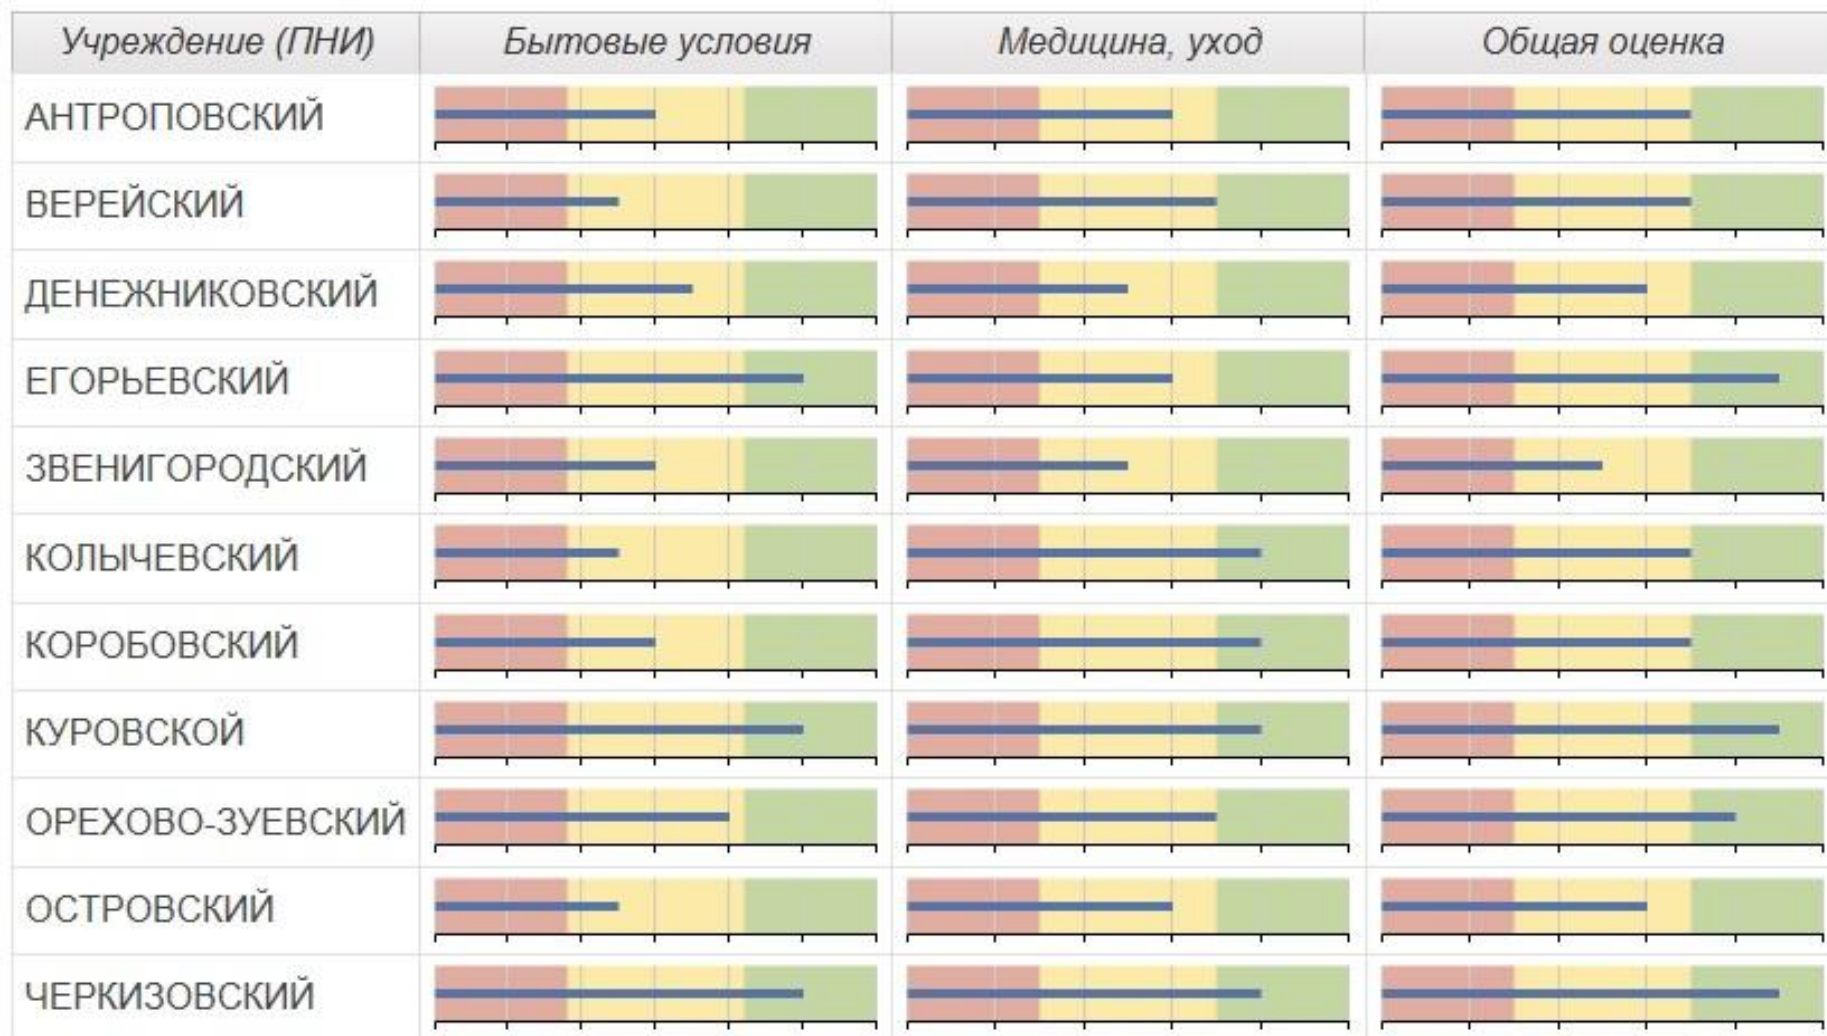 Учреждение (ПНИ) Бытовые условия Медицина, уход Общая оценка
АНТРОПОВСКИЙ
ВЕРЕЙСКИЙ
ДЕНЕЖНИКОВСКИЙ
ЕГОРЬЕВСКИЙ
ЗВЕНИГОРОДСКИЙ
КОЛЫЧЕВСКИЙ
КОРОБОВСКИЙ
КУРОВСКОЙ
ОРЕХОВО-ЗУЕВСКИЙ
ОСТРОВСКИЙ
ЧЕРКИЗОВСКИЙ